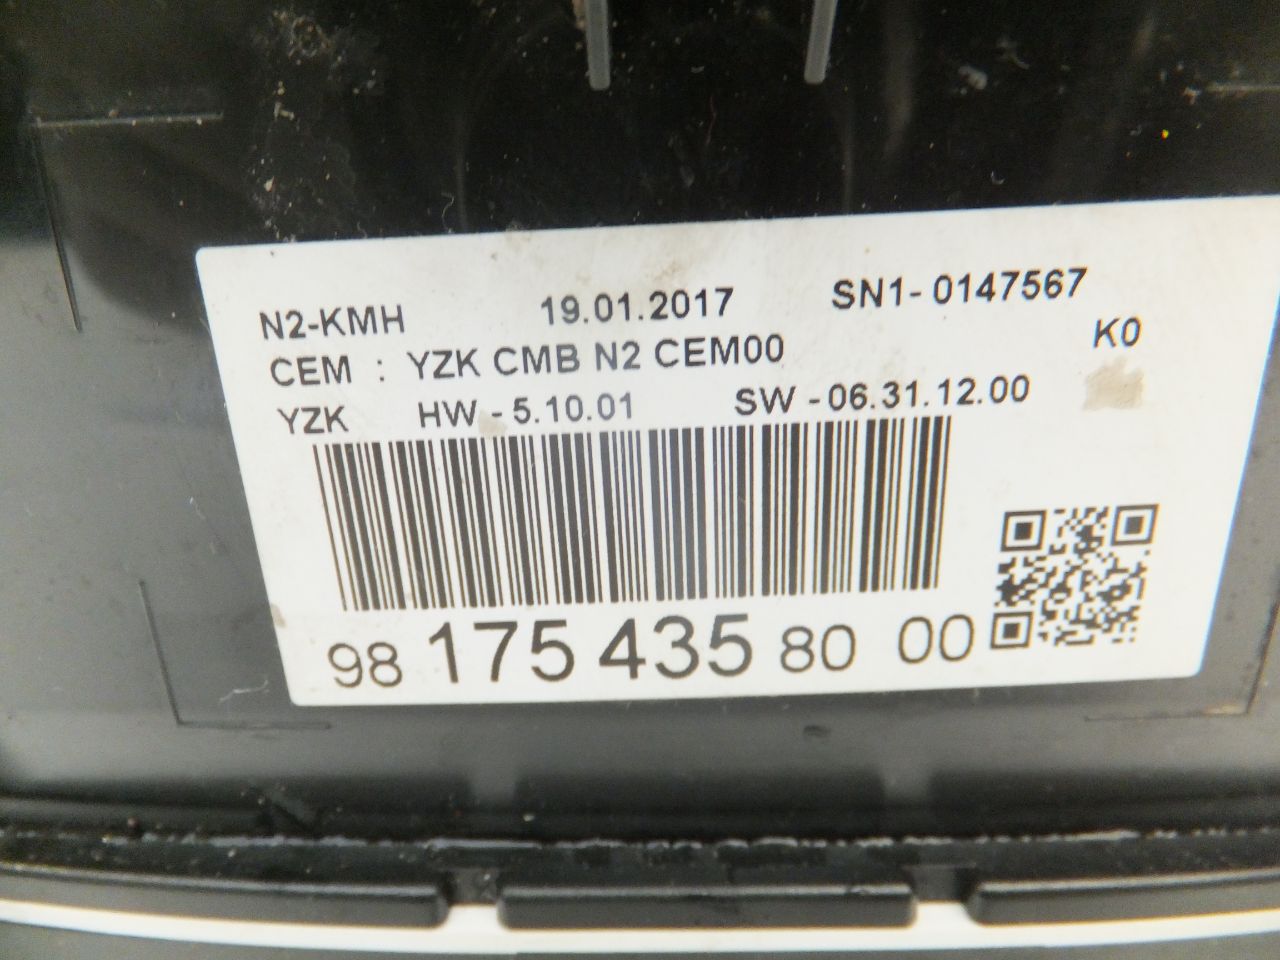 N2-KMH 19.01.2017 SN1- 0147567
CEM : YZK CMB N2 CEM00 K0
YZK HW - 5.10.01 SW - 06.31.12.00
98 175 435 80 00